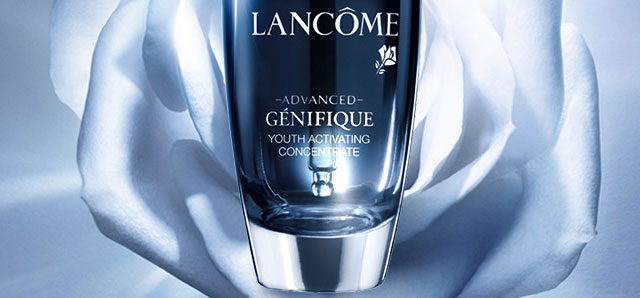 LANCÔME
–ADVANCED–
GÉNIFIQUE
YOUTH ACTIVATING
CONCENTRATE